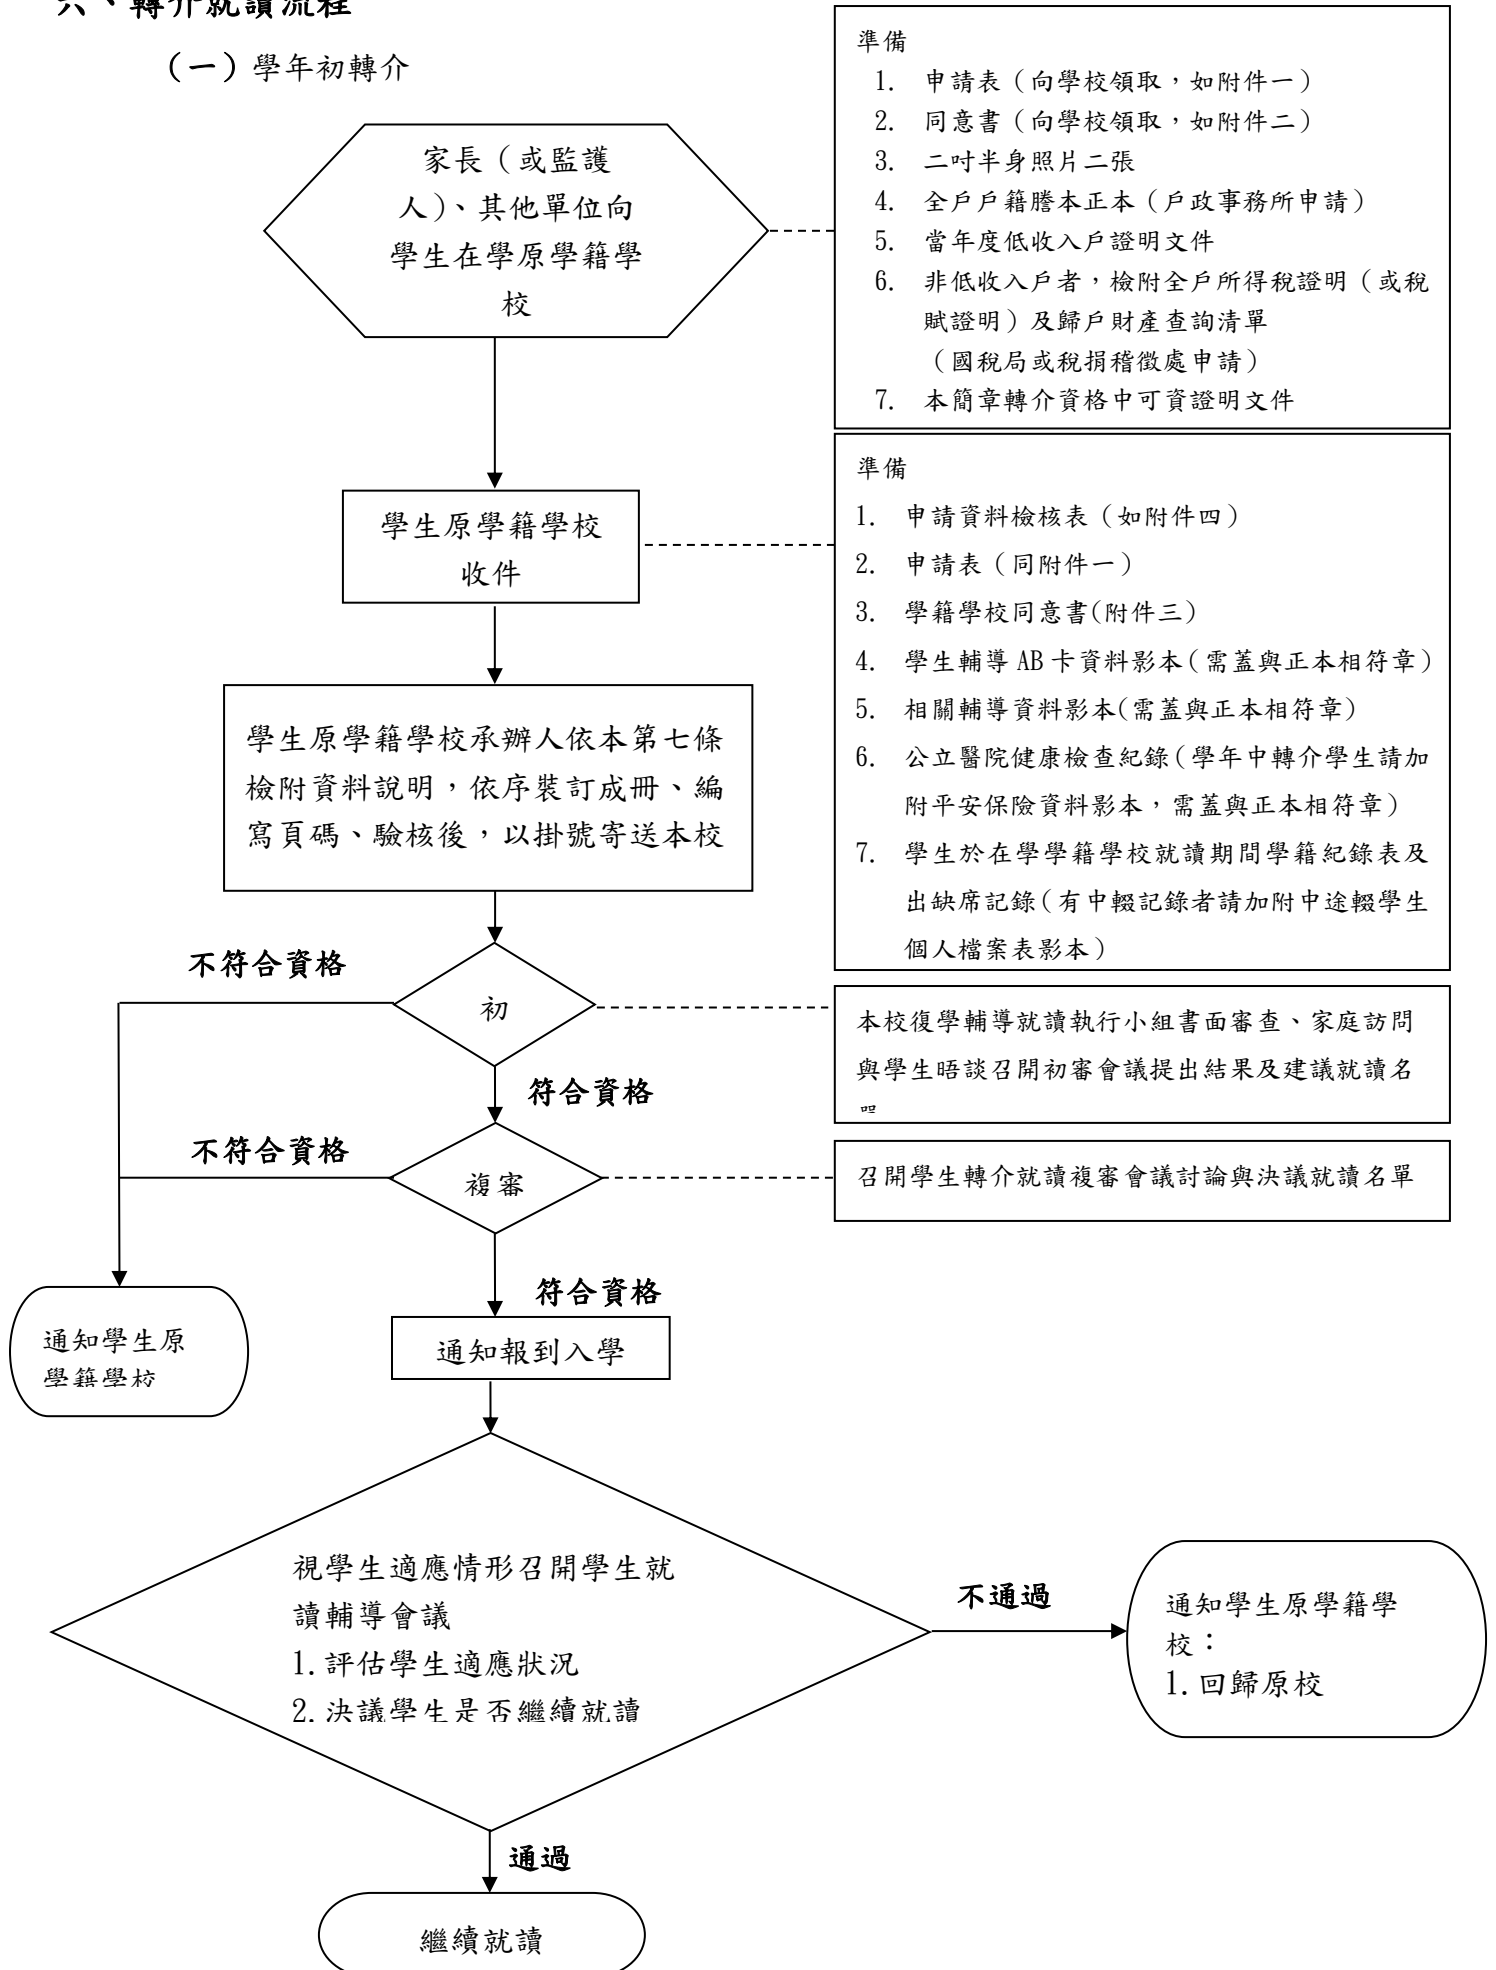 六、轉介就讀流程
（一）學年初轉介
家長（或監護
人）、其他單位向
學生在學原學籍學
校
準備
1. 申請表（向學校領取，如附件一）
2. 同意書（向學校領取，如附件二）
3. 二吋半身照片二張
4. 全戶戶籍謄本正本（戶政事務所申請）
5. 當年度低收入戶證明文件
6. 非低收入戶者，檢附全戶所得稅證明（或稅
賦證明）及歸戶財產查詢清單
（國稅局或稅捐稽徵處申請）
7. 本簡章轉介資格中可資證明文件
學生原學籍學校
收件
準備
1. 申請資料檢核表（如附件四）
2. 申請表（同附件一）
3. 學籍學校同意書(附件三)
4. 學生輔導 AB 卡資料影本(需蓋與正本相符章)
5. 相關輔導資料影本(需蓋與正本相符章)
6. 公立醫院健康檢查紀錄(學年中轉介學生請加
附平安保險資料影本，需蓋與正本相符章)
7. 學生於在學學籍學校就讀期間學籍紀錄表及
出缺席記錄(有中輟記錄者請加附中途輟學生
個人檔案表影本)
學生原學籍學校承辦人依本第七條
檢附資料說明，依序裝訂成冊、編
寫頁碼、驗核後，以掛號寄送本校
不符合資格
初
本校復學輔導就讀執行小組書面審查、家庭訪問
與學生晤談召開初審會議提出結果及建議就讀名
符合資格
不符合資格
複審
召開學生轉介就讀複審會議討論與決議就讀名單
符合資格
通知學生原
學籍學校
通知報到入學
視學生適應情形召開學生就
讀輔導會議
1.評估學生適應狀況
2.決議學生是否繼續就讀
不通過
通知學生原學籍學
校：
1.回歸原校
通過
繼續就讀